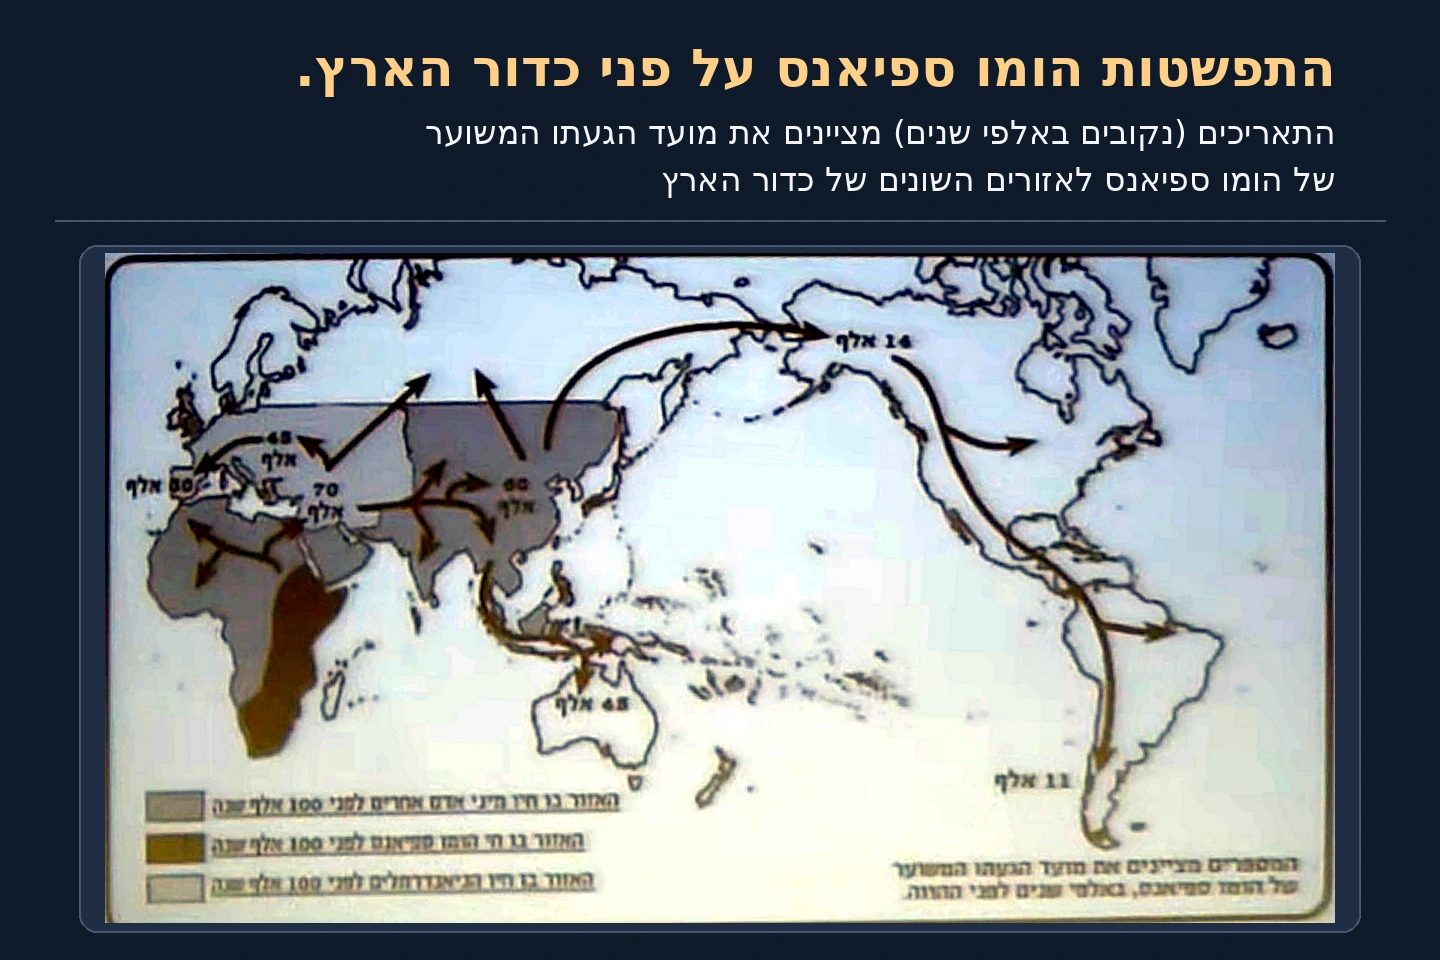 התפשטות הומו ספיאנס על פני כדור הארץ.
התאריכים (נקובים באלפי שנים) מציינים את מועד הגעתו המשוער
של הומו ספיאנס לאזורים השונים של כדור הארץ
14 אלף
45
אלף
30 אלף
70
אלף
60
אלף
45 אלף
11 אלף
האזור בו חיו מיני אדם אחרים לפני 100 אלף שנה
האזור בו חי הומו ספיאנס לפני 100 אלף שנה
האזור בו חיו הניאנדרתלים לפני 100 אלף שנה
המספרים מציינים את מועד הגעתו המשוער
של הומו ספיאנס, באלפי שנים לפני ההווה.